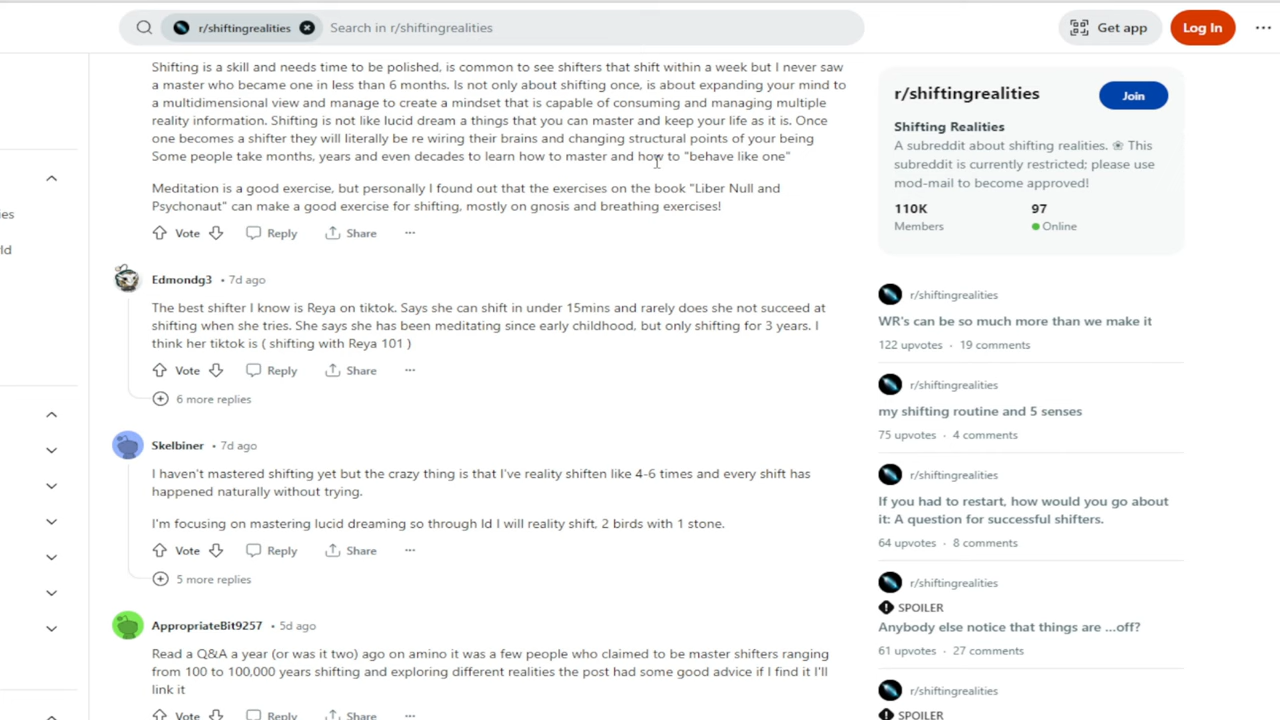 r/shiftingrealities
Search in r/shiftingrealities
Get app
Log In
Shifting is a skill and needs time to be polished, is common to see shifters that shift within a week but I never saw
a master who became one in less than 6 months. Is not only about shifting once, is about expanding your mind to
a multidimensional view and manage to create a mindset that is capable of consuming and managing multiple
reality information. Shifting is not like lucid dream a things that you can master and keep your life as it is. Once
one becomes a shifter they will literally be re wiring their brains and changing structural points of your being
Some people take months, years and even decades to learn how to master and how to "behave like one"
Meditation is a good exercise, but personally I found out that the exercises on the book "Liber Null and
Psychonaut" can make a good exercise for shifting, mostly on gnosis and breathing exercises!
Vote
Reply
Share
Edmondg3 • 7d ago
The best shifter I know is Reya on tiktok. Says she can shift in under 15mins and rarely does she not succeed at
shifting when she tries. She says she has been meditating since early childhood, but only shifting for 3 years. I
think her tiktok is ( shifting with Reya 101 )
Vote
Reply
Share
6 more replies
Skelbiner • 7d ago
I haven't mastered shifting yet but the crazy thing is that I've reality shiften like 4-6 times and every shift has
happened naturally without trying.
I'm focusing on mastering lucid dreaming so through ld I will reality shift, 2 birds with 1 stone.
Vote
Reply
Share
5 more replies
AppropriateBit9257 • 5d ago
Read a Q&A a year (or was it two) ago on amino it was a few people who claimed to be master shifters ranging
from 100 to 100,000 years shifting and exploring different realities the post had some good advice if I find it I'll
link it
Vote
Reply
Share
ies
ld
r/shiftingrealities
Join
Shifting Realities
A subreddit about shifting realities. ❀ This
subreddit is currently restricted; please use
mod-mail to become approved!
110K
97
Members
Online
r/shiftingrealities
WR's can be so much more than we make it
122 upvotes · 19 comments
r/shiftingrealities
my shifting routine and 5 senses
75 upvotes · 4 comments
r/shiftingrealities
If you had to restart, how would you go about
it: A question for successful shifters.
64 upvotes · 8 comments
r/shiftingrealities
SPOILER
Anybody else notice that things are ...off?
61 upvotes · 27 comments
r/shiftingrealities
SPOILER